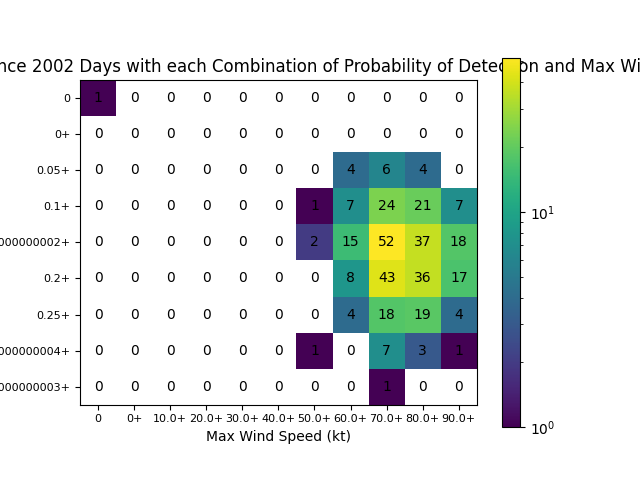 nce 2002 Days with each Combination of Probability of Detection and Max Wi
0 1 0 0 0 0 0 0 0 0 0 0
0+ 0 0 0 0 0 0 0 0 0 0 0
0.05+ 0 0 0 0 0 0 0 4 6 4 0
0.1+ 0 0 0 0 0 0 1 7 24 21 7
000000002+ 0 0 0 0 0 0 2 15 52 37 18
0.2+ 0 0 0 0 0 0 0 8 43 36 17
0.25+ 0 0 0 0 0 0 0 4 18 19 4
000000004+ 0 0 0 0 0 0 1 0 7 3 1
000000003+ 0 0 0 0 0 0 0 0 1 0 0
0 0+ 10.0+ 20.0+ 30.0+ 40.0+ 50.0+ 60.0+ 70.0+ 80.0+ 90.0+
Max Wind Speed (kt)
10¹
10⁰